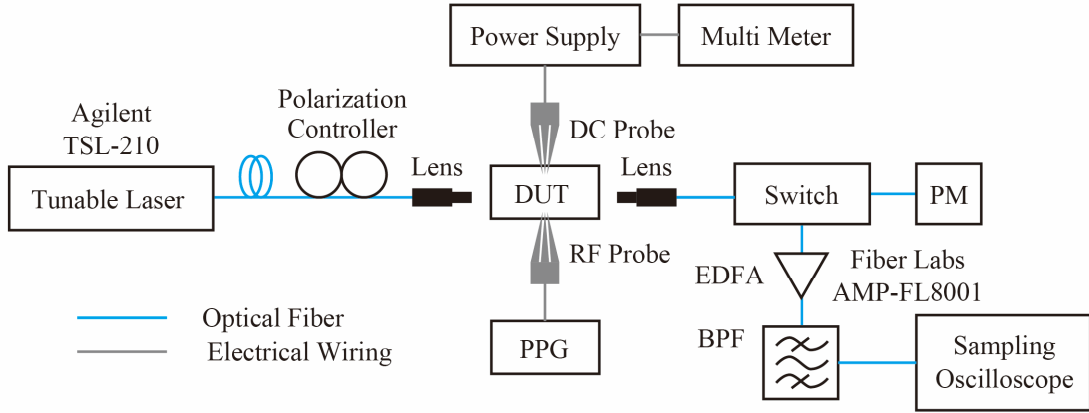 Power Supply
Multi Meter
Agilent
TSL-210
Polarization
Controller
DC Probe
Lens
Lens
Tunable Laser
DUT
Switch
PM
RF Probe
EDFA
Fiber Labs
AMP-FL8001
Optical Fiber
Electrical Wiring
PPG
BPF
Sampling
Oscilloscope